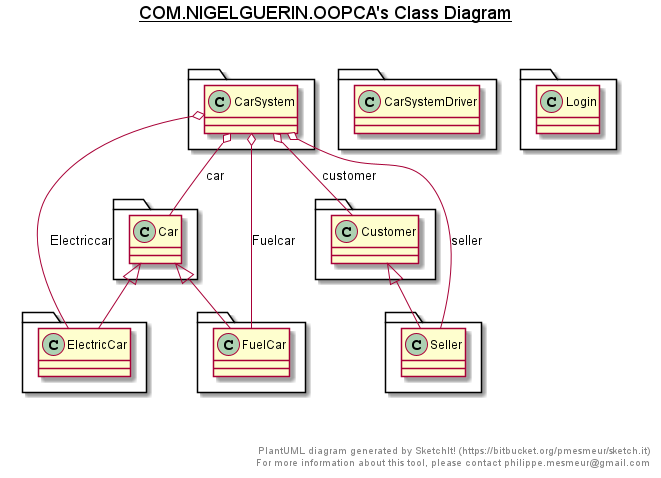 COM.NIGELGUERIN.OOPCA's Class Diagram
C CarSystem
C CarSystemDriver
C Login
car
customer
C Car
C Customer
Electriccar
Fuelcar
seller
C ElectricCar
C FuelCar
C Seller
PlantUML diagram generated by SketchIt! (https://bitbucket.org/pmesmeur/sketch.it)
For more information about this tool, please contact philippe.mesmeur@gmail.com